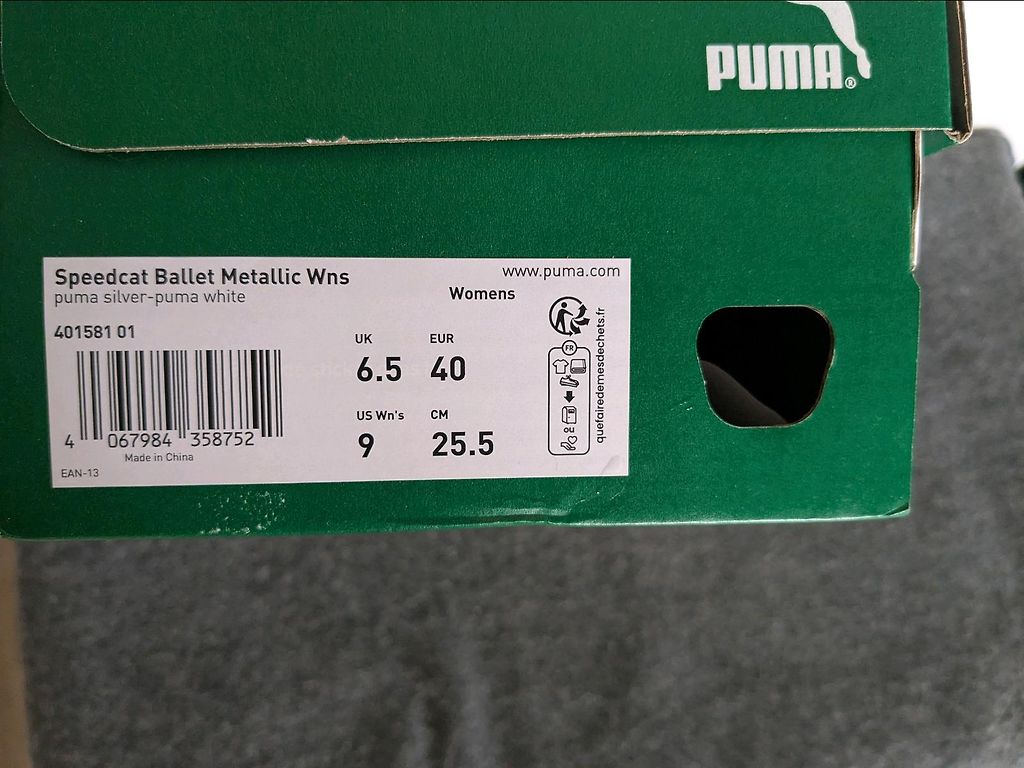 PUMA®
Speedcat Ballet Metallic Wns
puma silver-puma white
www.puma.com
Womens
401581 01
UK
6.5
EUR
40
US Wn's
9
CM
25.5
4 067984 358752
Made in China
EAN-13
FR
OU
quefairedemesdechets.fr